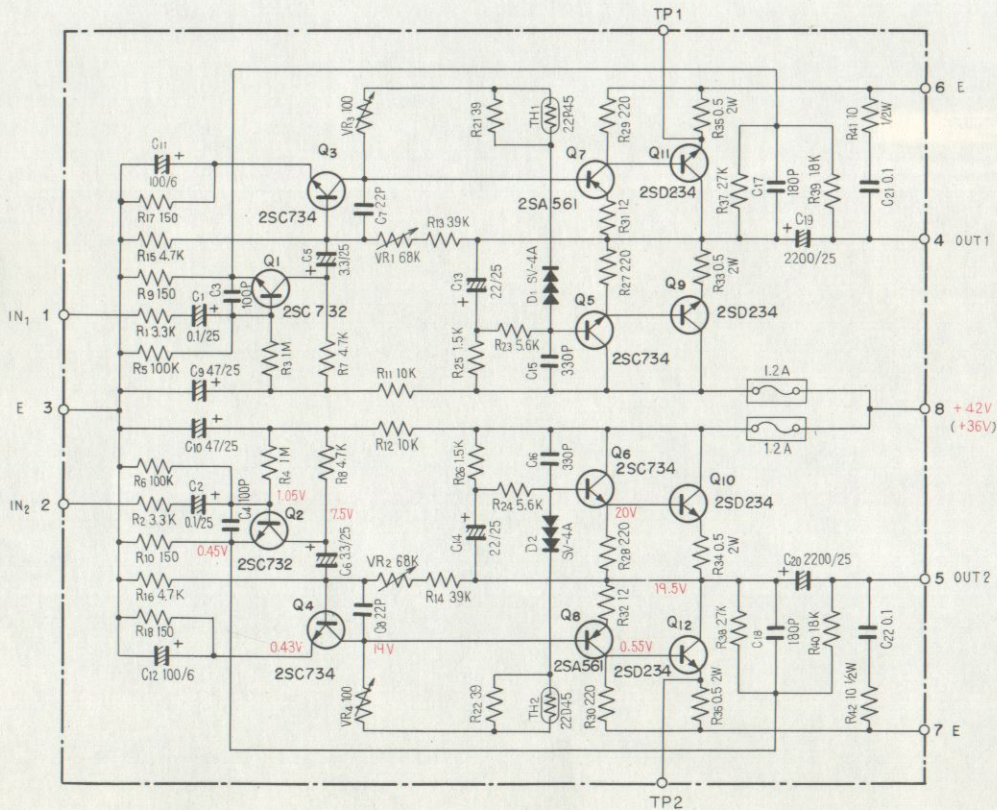 TP1
6 E
VR3 100
R21 39
TH1
22D45
R29 220
R35 0.5
2W
R41 10
1/2W
C11
100/6
Q3
Q7
Q11
R17 150
2SC734
C7 22P
2SA561
2SD234
R37 27K
C17
180P
R39 18K
C21 0.1
R31 12
R15 4.7K
R13 39K
VR1 68K
C19
2200/25
4 OUT1
Q1
C5
3.3/25
R9 150
C3
100P
C13
22/25
D1 SV-4A
R27 220
R33 0.5
2W
Q5
Q9
IN1 1
C1
2SC732
R1 3.3K
0.1/25
R23 5.6K
2SC734
2SD234
R5 100K
R3 1M
R7 4.7K
R25 1.5K
C15
330P
C9 47/25
R11 10K
1.2A
E 3
8 +42V
(+36V)
C10 47/25
R12 10K
1.2A
R6 100K
R4 1M
R8 4.7K
R26 1.5K
C16
330P
Q6
2SC734
Q10
IN2 2
C2
R2 3.3K
0.1/25
C4 100P
1.05V
7.5V
R24 5.6K
2SD234
Q2
20V
R10 150
0.45V
2SC732
C6 3.3/25
C14
22/25
D2
SV-4A
R28 220
R34 0.5
2W
C20 2200/25
VR2 68K
R14 39K
19.5V
5 OUT2
R16 4.7K
Q4
C8 22P
Q8
R32 12
Q12
R38 27K
C18
180P
R40 18K
C22 0.1
R18 150
0.43V
19V
0.55V
C12 100/6
2SC734
2SA561
2SD234
VR4 100
R22 39
TH2
22D45
R30 220
R36 0.5
2W
R42 10 1/2W
7 E
TP2